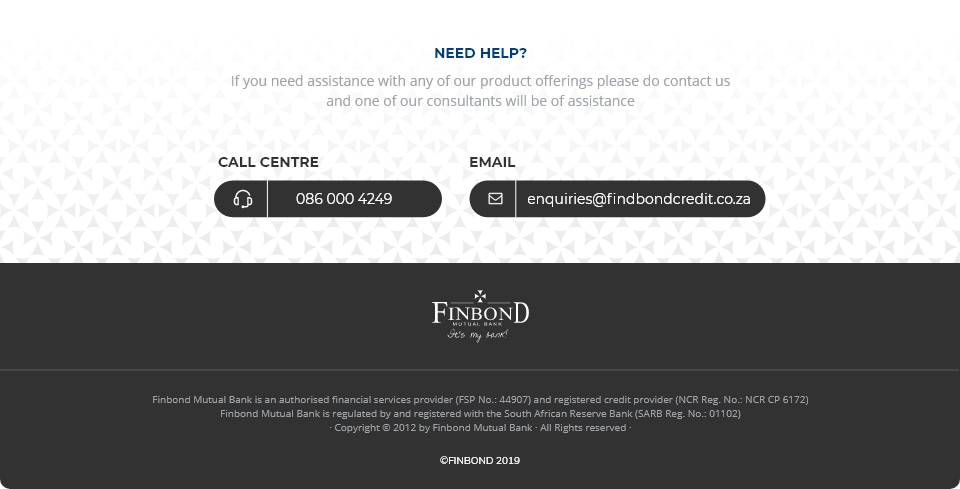 NEED HELP?
If you need assistance with any of our product offerings please do contact us
and one of our consultants will be of assistance
CALL CENTRE
086 000 4249
EMAIL
enquiries@findbondcredit.co.za
FINBOND
MUTUAL BANK
It's my bank!
Finbond Mutual Bank is an authorised financial services provider (FSP No.: 44907) and registered credit provider (NCR Reg. No.: NCR CP 6172)
Finbond Mutual Bank is regulated by and registered with the South African Reserve Bank (SARB Reg. No.: 01102)
· Copyright © 2012 by Finbond Mutual Bank · All Rights reserved ·
©FINBOND 2019